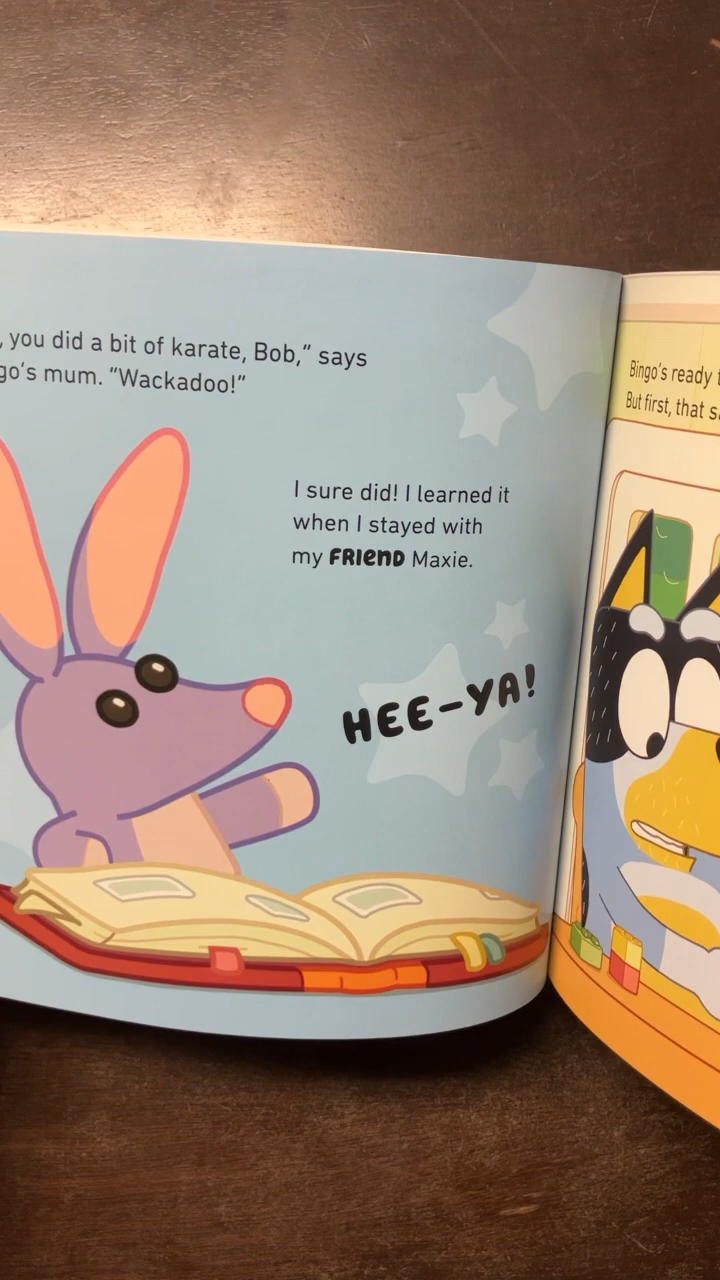 , you did a bit of karate, Bob,” says
go’s mum. “Wackadoo!”
I sure did! I learned it
when I stayed with
my FRIEND Maxie.
HEE-YA!
Bingo’s ready
But first, that